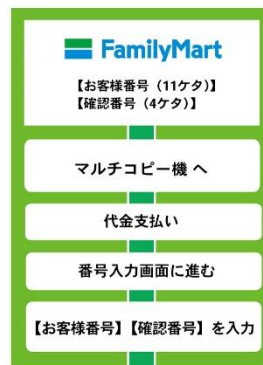 FamilyMart
【お客様番号（11ケタ）】
【確認番号（4ケタ）】
マルチコピー機 へ
代金支払い
番号入力画面に進む
【お客様番号】【確認番号】を入力